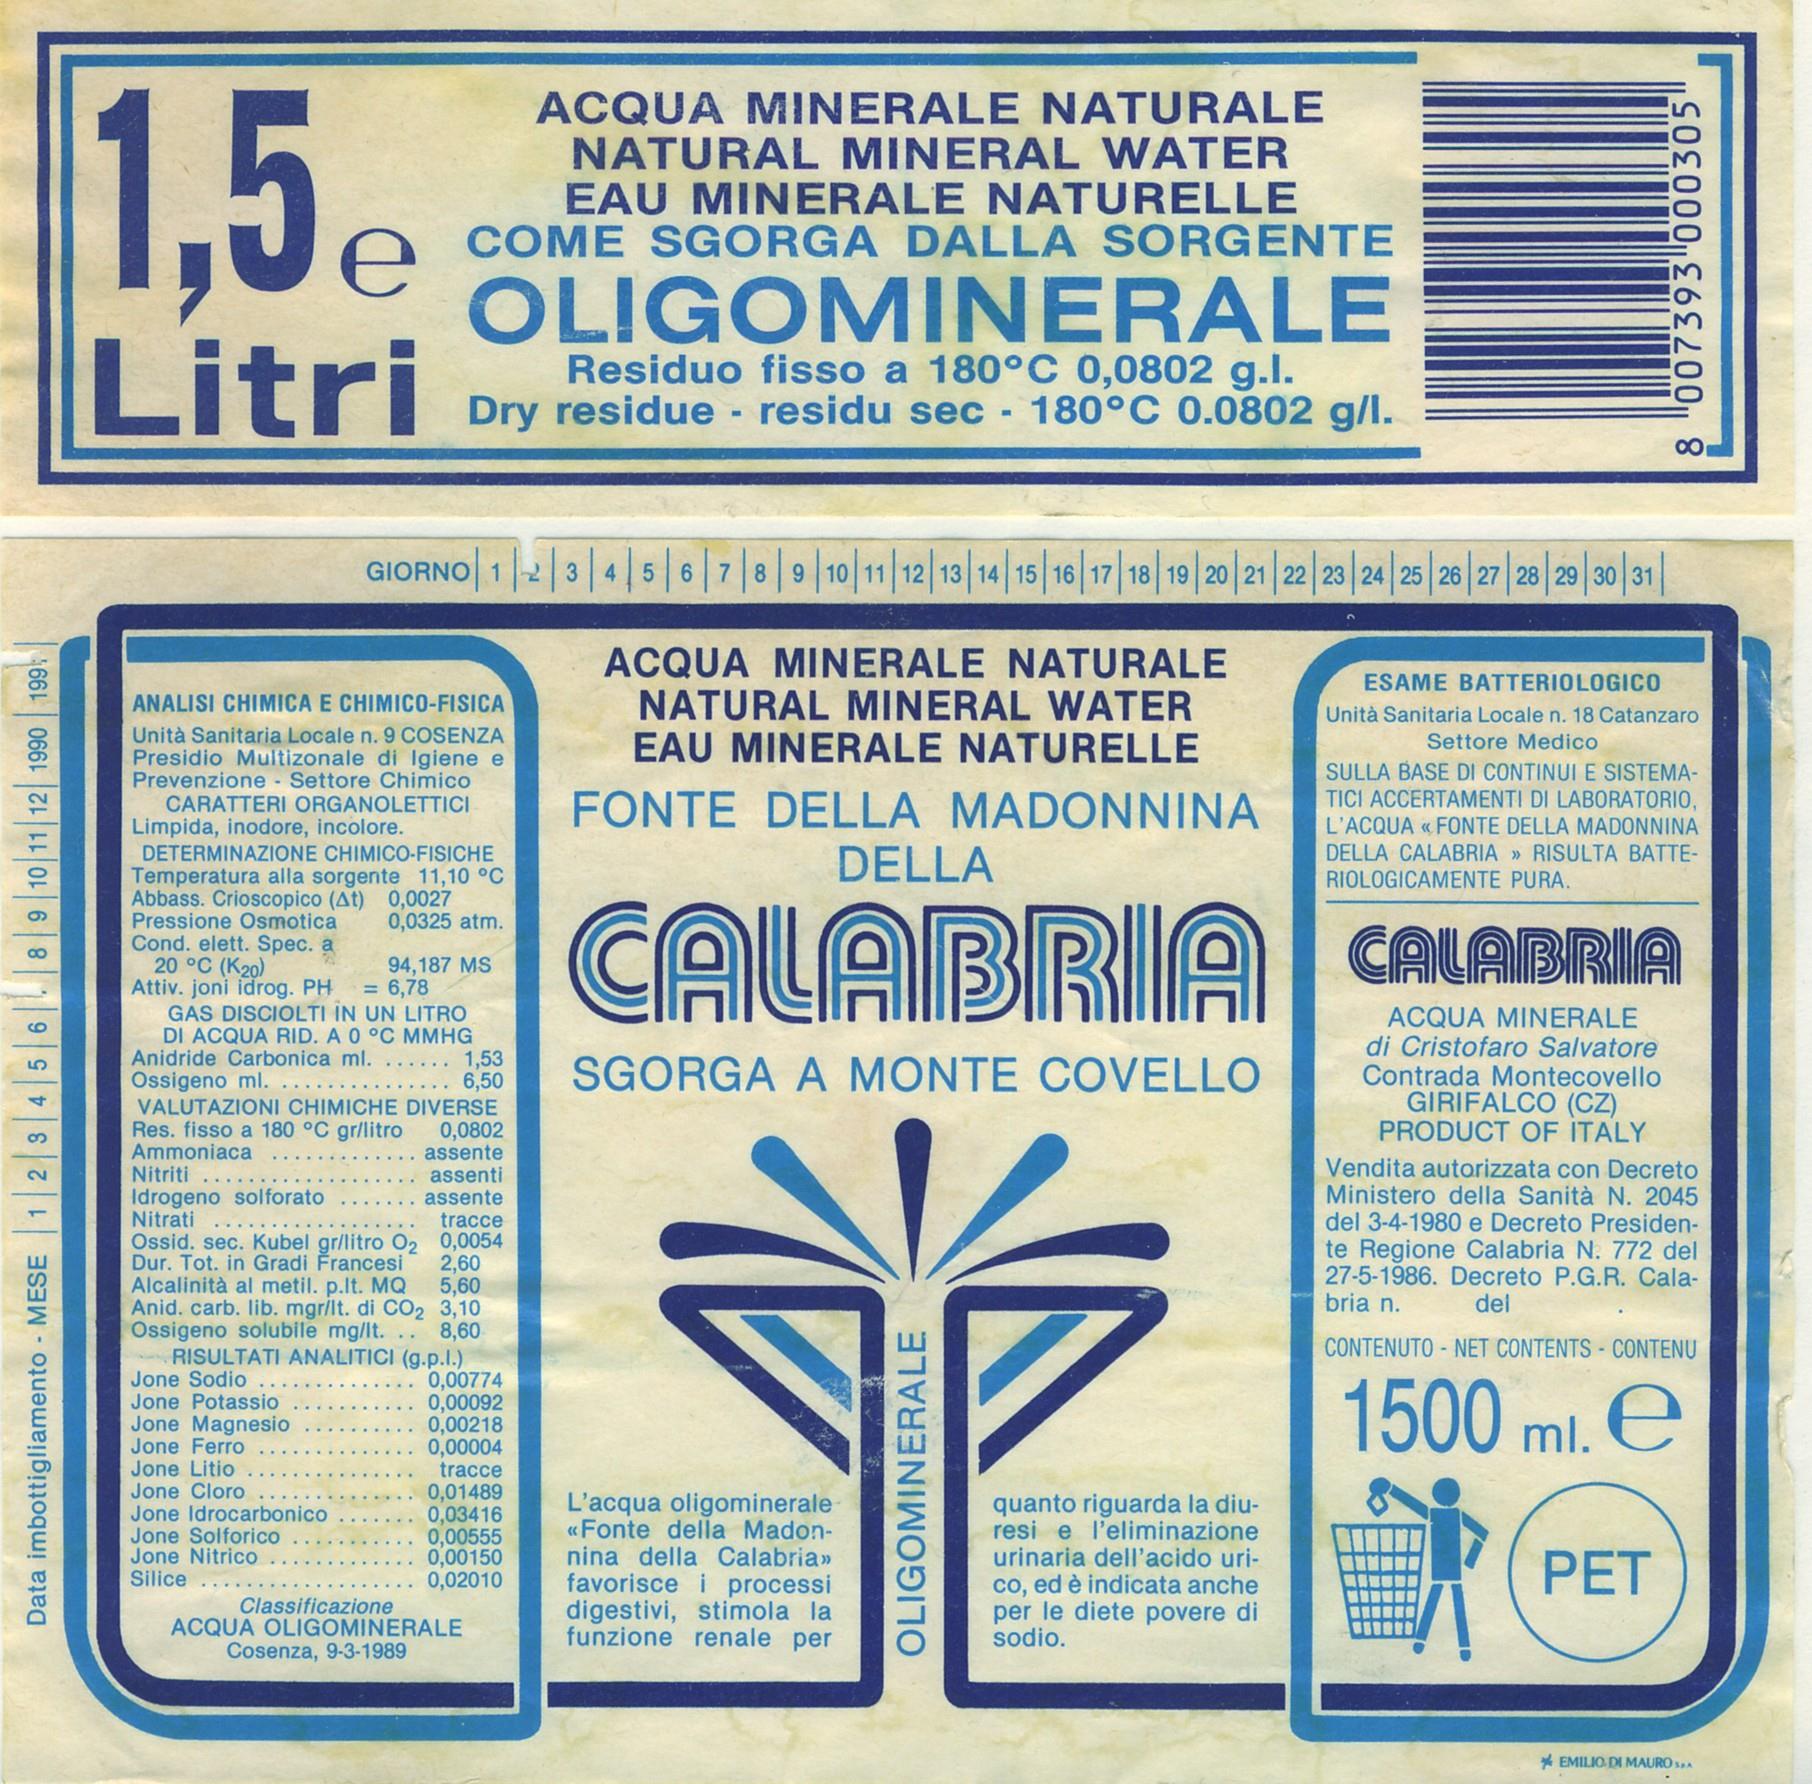 1,5 e
Litri
ACQUA MINERALE NATURALE
NATURAL MINERAL WATER
EAU MINERALE NATURELLE
COME SGORGA DALLA SORGENTE
OLIGOMINERALE
Residuo fisso a 180°C 0,0802 g.l.
Dry residue - residu sec - 180°C 0.0802 g/l.
8 007393 000305
GIORNO 1 2 3 4 5 6 7 8 9 10 11 12 13 14 15 16 17 18 19 20 21 22 23 24 25 26 27 28 29 30 31
Data imbottigliamento - MESE 1 2 3 4 5 6 8 9 10 11 12 1990
ANALISI CHIMICA E CHIMICO-FISICA
Unità Sanitaria Locale n. 9 COSENZA
Presidio Multizonale di Igiene e
Prevenzione - Settore Chimico
CARATTERI ORGANOLETTICI
Limpida, inodore, incolore.
DETERMINAZIONE CHIMICO-FISICHE
Temperatura alla sorgente 11,10 °C
Abbass. Crioscopico (Δt) 0,0027
Pressione Osmotica 0,0325 atm.
Cond. elett. Spec. a
20 °C (K20) 94,187 MS
Attiv. joni idrog. PH = 6,78
GAS DISCIOLTI IN UN LITRO
DI ACQUA RID. A 0 °C MMHG
Anidride Carbonica ml. ...... 1,53
Ossigeno ml. ............... 6,50
VALUTAZIONI CHIMICHE DIVERSE
Res. fisso a 180 °C gr/litro 0,0802
Ammoniaca ............. assente
Nitriti .................... assenti
Idrogeno solforato ....... assente
Nitrati ................... tracce
Ossid. sec. Kubel gr/litro O2 0,0054
Dur. Tot. in Gradi Francesi 2,60
Alcalinità al metil. p.lt. MQ 5,60
Anid. carb. lib. mgr/lt. di CO2 3,10
Ossigeno solubile mg/lt. .. 8,60
RISULTATI ANALITICI (g.p.l.)
Jone Sodio ............... 0,00774
Jone Potassio ........... 0,00092
Jone Magnesio .......... 0,00218
Jone Ferro ............... 0,00004
Jone Litio ................ tracce
Jone Cloro ............... 0,01489
Jone Idrocarbonico ....... 0,03416
Jone Solforico ............ 0,00555
Jone Nitrico .............. 0,00150
Silice .................... 0,02010
Classificazione
ACQUA OLIGOMINERALE
Cosenza, 9-3-1989
ACQUA MINERALE NATURALE
NATURAL MINERAL WATER
EAU MINERALE NATURELLE
FONTE DELLA MADONNINA
DELLA
CALABRIA
SGORGA A MONTE COVELLO
OLIGOMINERALE
L'acqua oligominerale
«Fonte della Madon-
nina della Calabria»
favorisce i processi
digestivi, stimola la
funzione renale per
quanto riguarda la diu-
resi e l'eliminazione
urinaria dell'acido uri-
co, ed è indicata anche
per le diete povere di
sodio.
ESAME BATTERIOLOGICO
Unità Sanitaria Locale n. 18 Catanzaro
Settore Medico
SULLA BASE DI CONTINUI E SISTEMA-
TICI ACCERTAMENTI DI LABORATORIO,
L'ACQUA «FONTE DELLA MADONNINA
DELLA CALABRIA » RISULTA BATTE-
RIOLOGICAMENTE PURA.
CALABRIA
ACQUA MINERALE
di Cristofaro Salvatore
Contrada Montecovello
GIRIFALCO (CZ)
PRODUCT OF ITALY
Vendita autorizzata con Decreto
Ministero della Sanità N. 2045
del 3-4-1980 e Decreto Presiden-
te Regione Calabria N. 772 del
27-5-1986. Decreto P.G.R. Cala-
bria n. del .
CONTENUTO - NET CONTENTS - CONTENU
1500 ml. e
PET
EMILIO DI MAURO S.P.A.